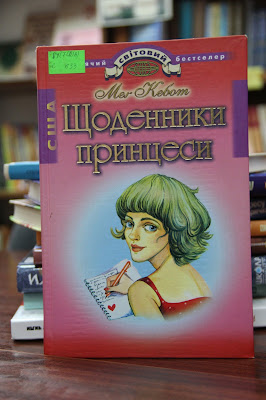 світовий
бестселер
США
Мег Кебот
Щоденники
принцеси